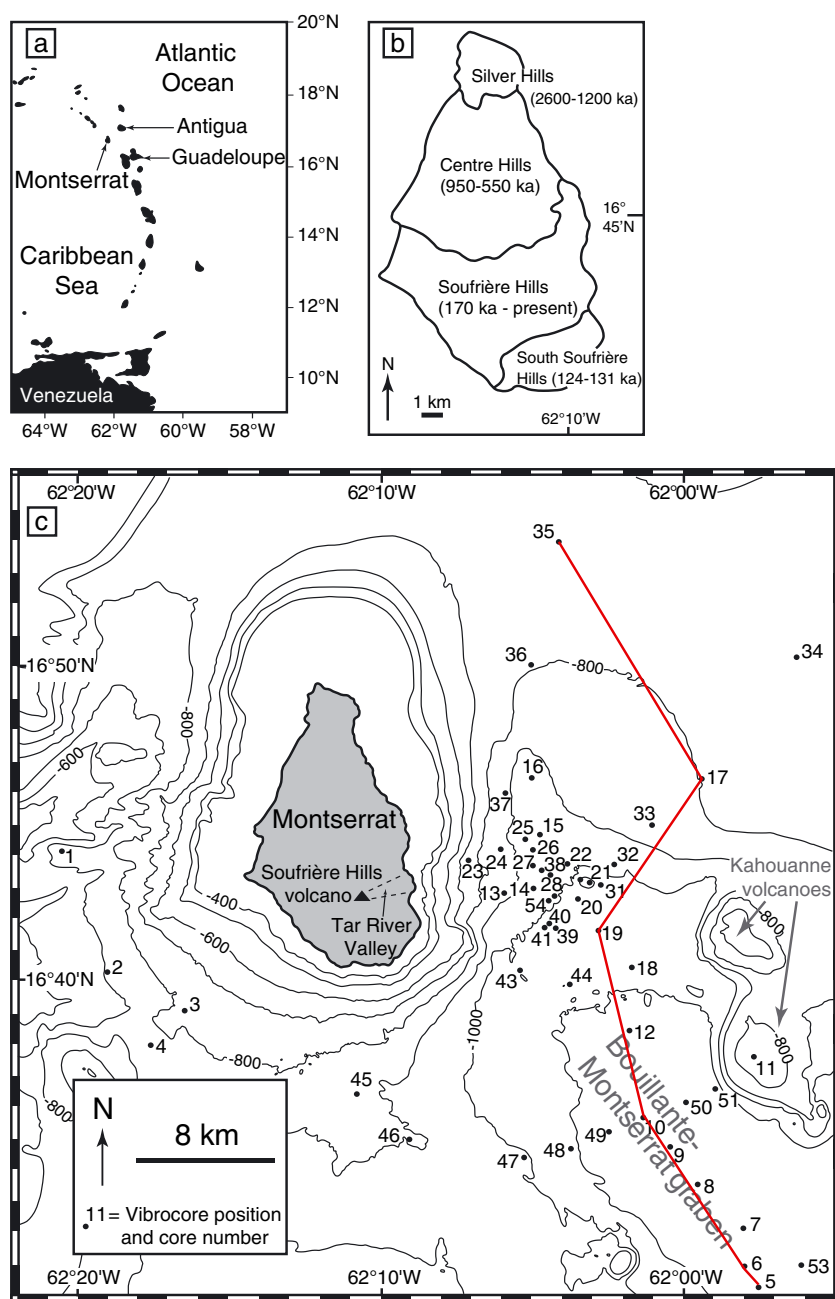 a
Atlantic
Ocean
Antigua
Guadeloupe
Montserrat
Caribbean
Sea
Venezuela
20°N
18°N
16°N
14°N
12°N
10°N
64°W
62°W
60°W
58°W
b
Silver Hills
(2600-1200 ka)
Centre Hills
(950-550 ka)
16°
45'N
Soufrière Hills
(170 ka - present)
South Soufrière
Hills (124-131 ka)
N
1 km
62°10'W
62°20'W
62°10'W
62°00'W
c
35
34
36
-800
16°50'N
-800
-600
17
16
37
33
Montserrat
25
15
1
24
26
22
32
Kahouanne
volcanoes
23
27
38
Soufrière Hills
volcano
21
31
13
14
28
-400
54
20
-800
Tar River
Valley
40
-600
41
39
19
16°40'N
2
43
44
18
3
-1000
12
4
-800
-800
11
-800
Bouillante-
Montserrat graben
45
50
51
N
8 km
46
49
10
47
48
9
8
11= Vibrocore position
and core number
7
6
53
5
62°20'W
62°10'W
62°00'W